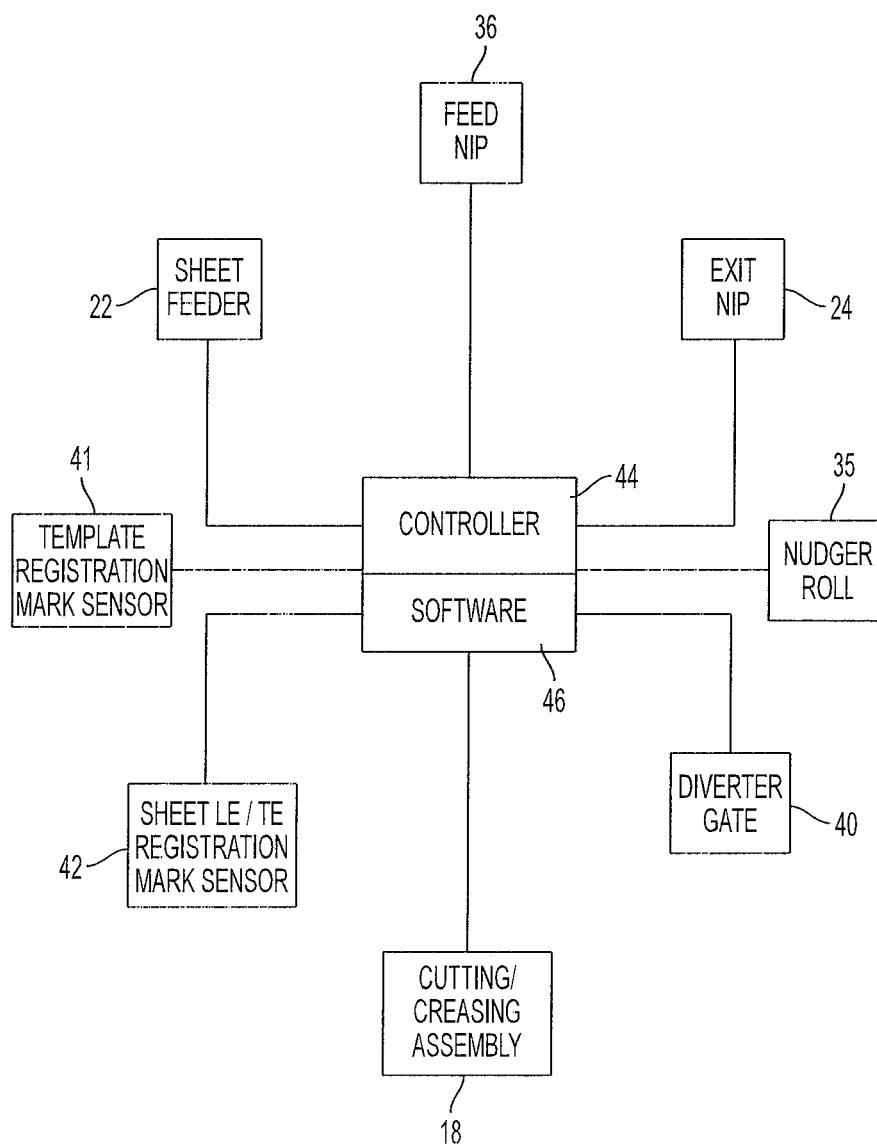 36
FEED
NIP
SHEET
FEEDER
22
EXIT
NIP
24
41
TEMPLATE
REGISTRATION
MARK SENSOR
CONTROLLER
44
35
NUDGER
ROLL
SOFTWARE
46
SHEET LE / TE
REGISTRATION
MARK SENSOR
42
DIVERTER
GATE
40
CUTTING/
CREASING
ASSEMBLY
18